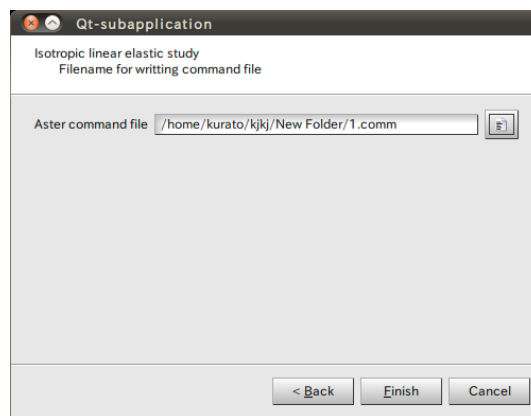 Qt-subapplication
Isotropic linear elastic study
Filename for writting command file
Aster command file /home/kurato/kjkj/New Folder/1.comm
< Back Finish Cancel